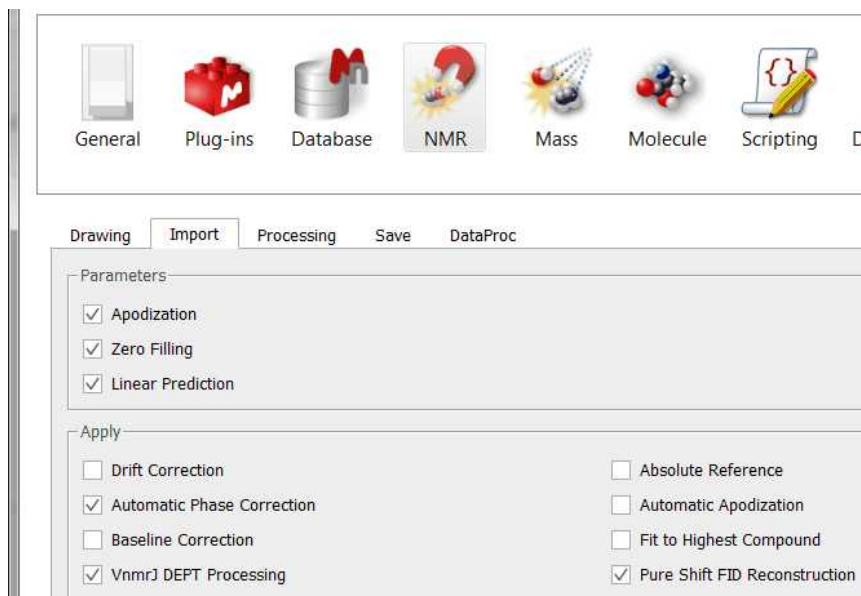 General Plug-ins Database NMR Mass Molecule Scripting D
Drawing Import Processing Save DataProc
Parameters
Apodization
Zero Filling
Linear Prediction
Apply
Drift Correction Absolute Reference
Automatic Phase Correction Automatic Apodization
Baseline Correction Fit to Highest Compound
VnmrJ DEPT Processing Pure Shift FID Reconstruction